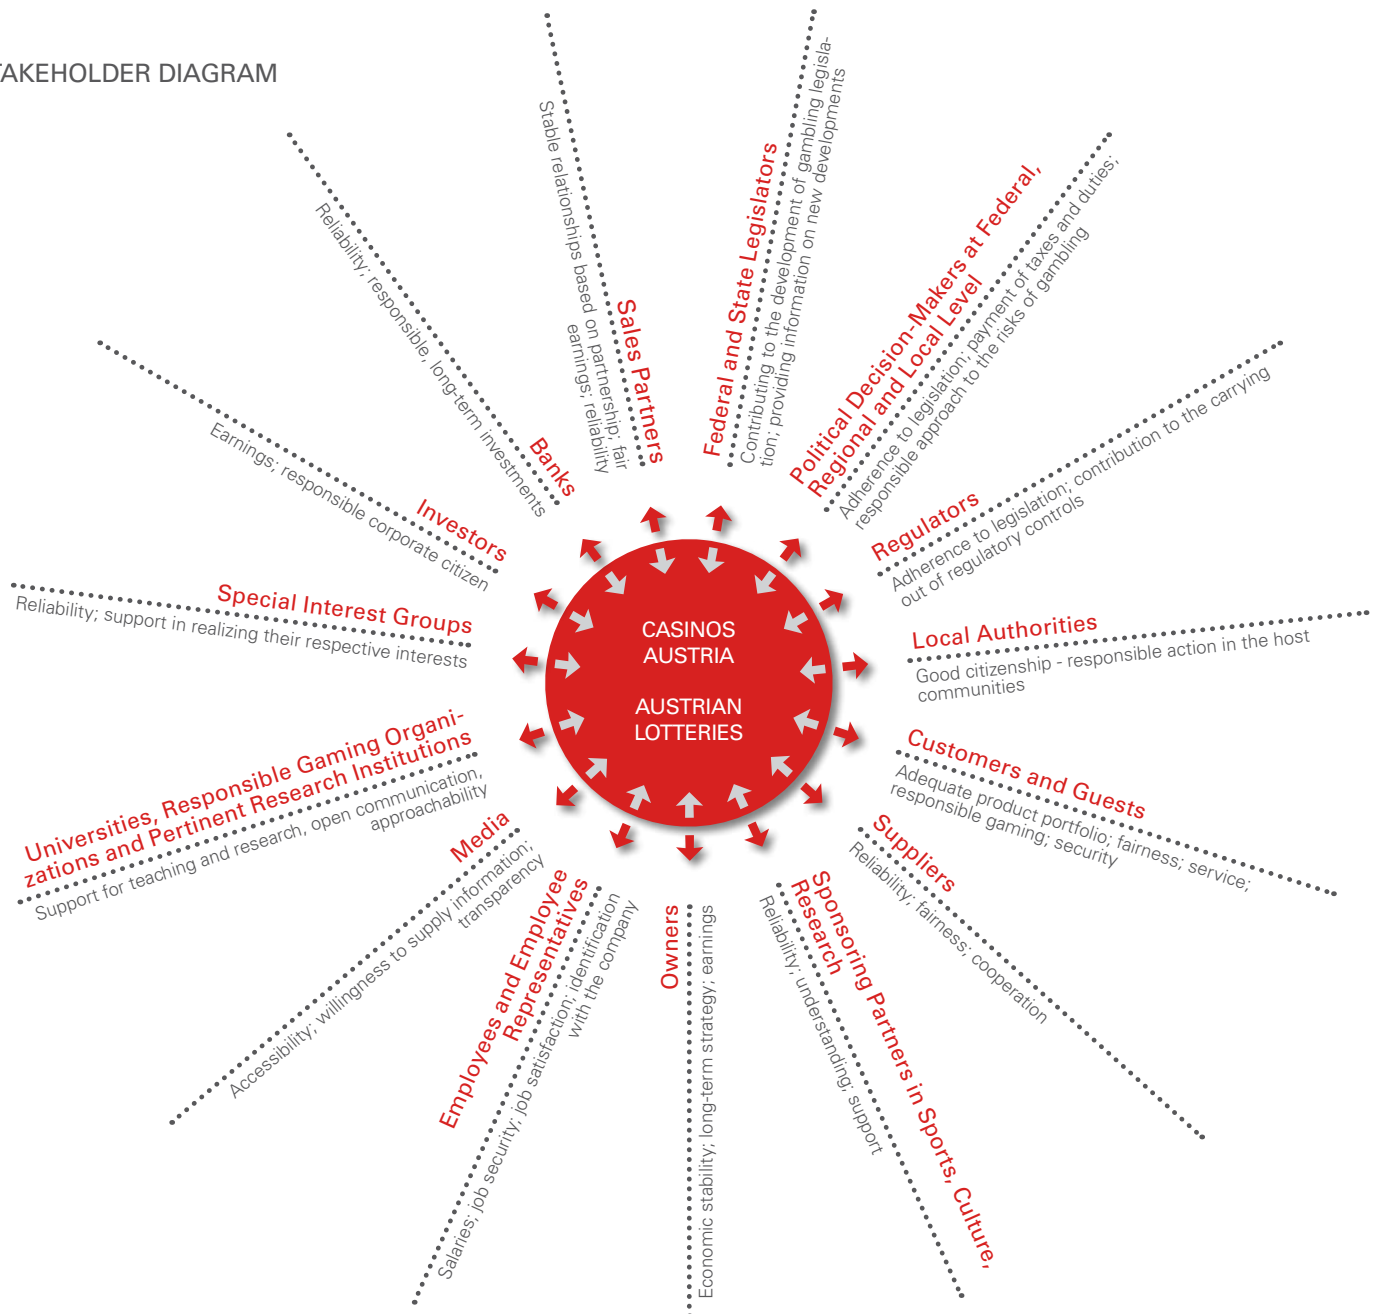 TAKEHOLDER DIAGRAM
Sales Partners
Stable relationships based on partnership; fair
earnings; reliability
Federal and State Legislators
Contributing to the development of gambling legisla-
tion; providing information on new developments
Political Decision-Makers at Federal,
Regional and Local Level
Adherence to legislation; payment of taxes and duties;
responsible approach to the risks of gambling
Regulators
Adherence to legislation; contribution to the carrying
out of regulatory controls
Local Authorities
Good citizenship - responsible action in the host
communities
Customers and Guests
Adequate product portfolio; fairness; service;
responsible gaming; security
Suppliers
Reliability; fairness; cooperation
Sponsoring Partners in Sports, Culture,
Research
Reliability; understanding; support
Owners
Economic stability; long-term strategy; earnings
Employees and Employee
Representatives
Salaries; job security; job satisfaction; identification
with the company
Media
Accessibility; willingness to supply information;
transparency
Universities, Responsible Gaming Organi-
zations and Pertinent Research Institutions
Support for teaching and research, open communication,
approachability
Special Interest Groups
Reliability; support in realizing their respective interests
Investors
Earnings; responsible corporate citizen
Banks
Reliability; responsible, long-term investments
CASINOS
AUSTRIA
AUSTRIAN
LOTTERIES